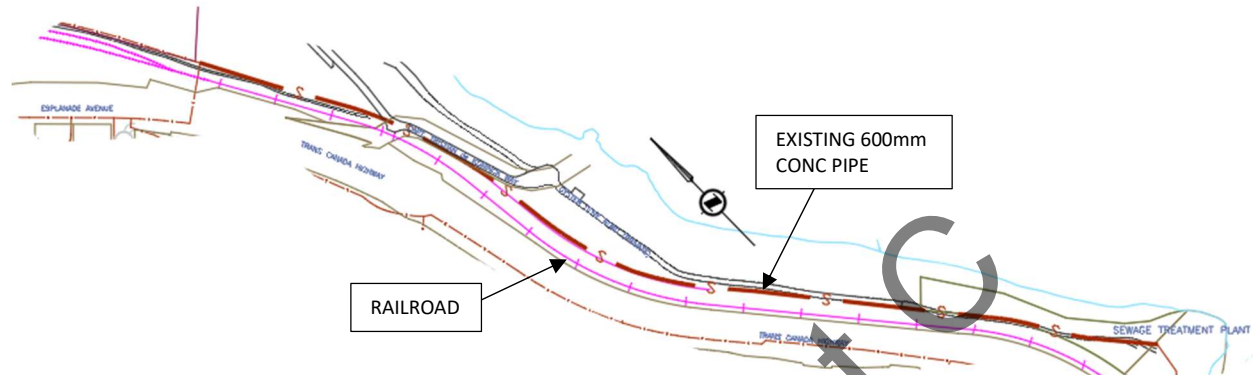 ESPLANADE AVENUE
TRANS CANADA HIGHWAY
EXISTING 600mm
CONC PIPE
RAILROAD
TRANS CANADA HIGHWAY
SEWAGE TREATMENT PLANT
S
S
S
S
S
S
S
S
S